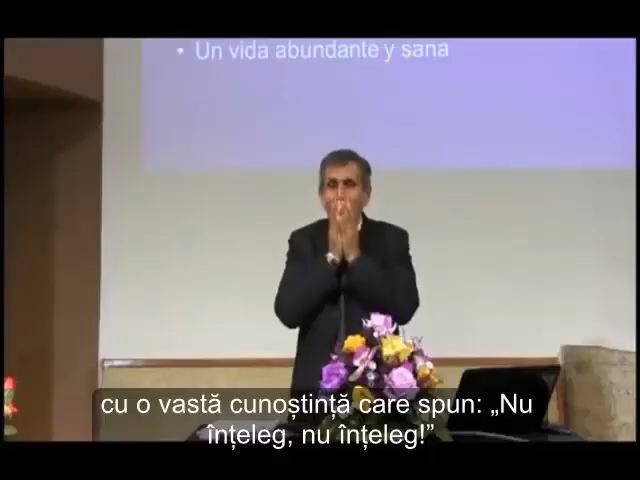 • Un vida abundante y sana
cu o vastă cunoștință care spun: „Nu
înțeleg, nu înțeleg!”